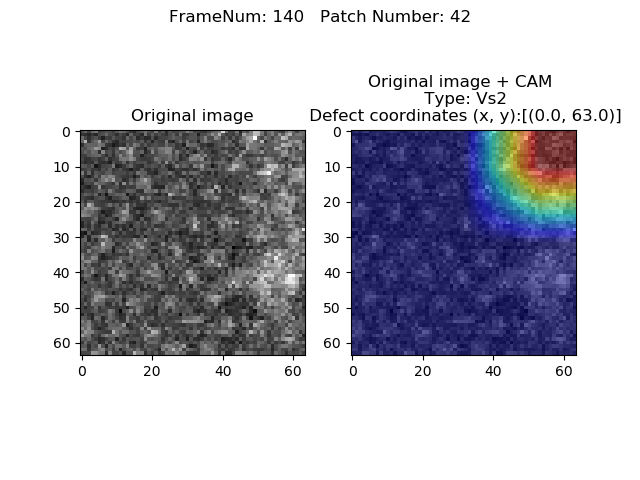 FrameNum: 140   Patch Number: 42
Original image
Original image + CAM
Type: Vs2
Defect coordinates (x, y):[(0.0, 63.0)]
0
10
20
30
40
50
60
0 20 40 60
0
10
20
30
40
50
60
0 20 40 60